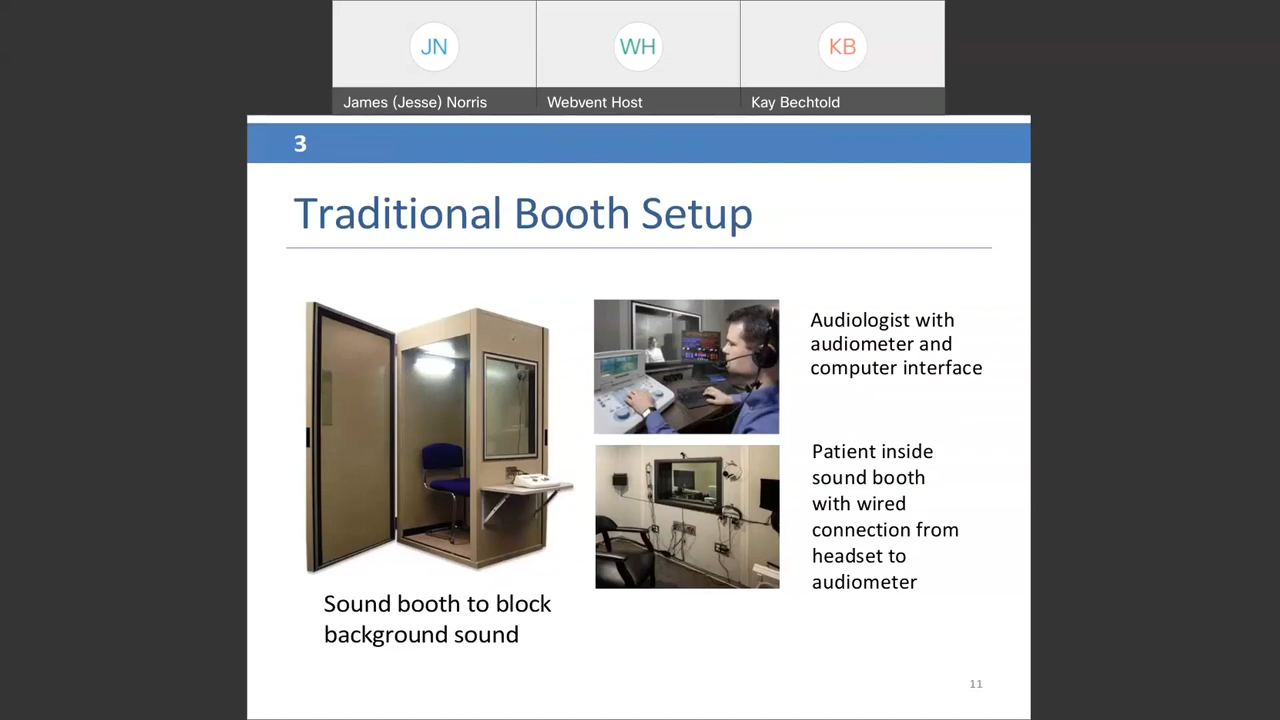 JN
WH
KB
James (Jesse) Norris
Webvent Host
Kay Bechtold
3
Traditional Booth Setup
Audiologist with
audiometer and
computer interface
Patient inside
sound booth
with wired
connection from
headset to
audiometer
Sound booth to block
background sound
11